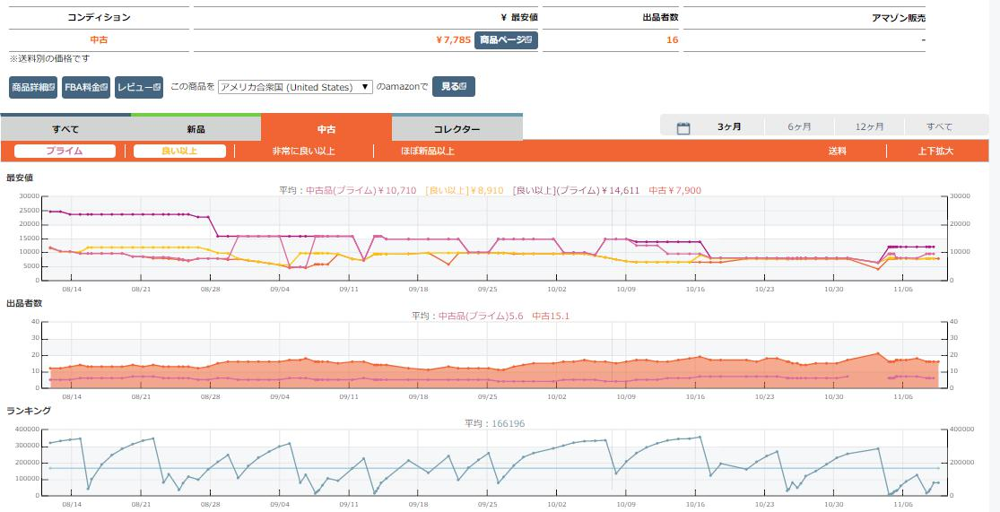 コンディション ¥ 最安値 出品者数 アマゾン販売
中古 ¥7,785 商品ページ 16 -
※送料別の価格です
商品詳細 FBA料金 レビュー この商品を アメリカ合衆国 (United States) ▼ のamazonで 見る
すべて 新品 中古 コレクター 3ヶ月 6ヶ月 12ヶ月 すべて
プライム 良い以上 非常に良い以上 ほぼ新品以上 送料 上下拡大
最安値
平均:中古品(プライム)¥10,710 [良い以上]¥8,910 [良い以上](プライム)¥14,611 中古¥7,900
30000 30000
25000
20000 20000
15000
10000 10000
5000
0 0
08/14 08/21 08/28 09/04 09/11 09/18 09/25 10/02 10/09 10/16 10/23 10/30 11/06
出品者数
平均:中古品(プライム)5.6 中古15.1
40 40
30 30
20 20
10 10
0 0
08/14 08/21 08/28 09/04 09/11 09/18 09/25 10/02 10/09 10/16 10/23 10/30 11/06
ランキング
平均:166196
400000 400000
300000
200000 200000
100000
0 0
08/14 08/21 08/28 09/04 09/11 09/18 09/25 10/02 10/09 10/16 10/23 10/30 11/06